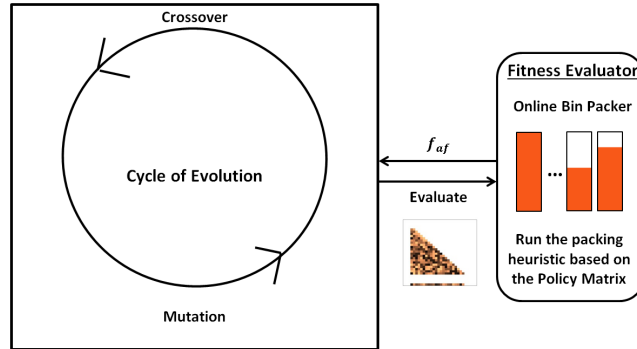 Crossover
Cycle of Evolution
Mutation
f_af
Evaluate
Fitness Evaluator
Online Bin Packer
...
Run the packing
heuristic based on
the Policy Matrix